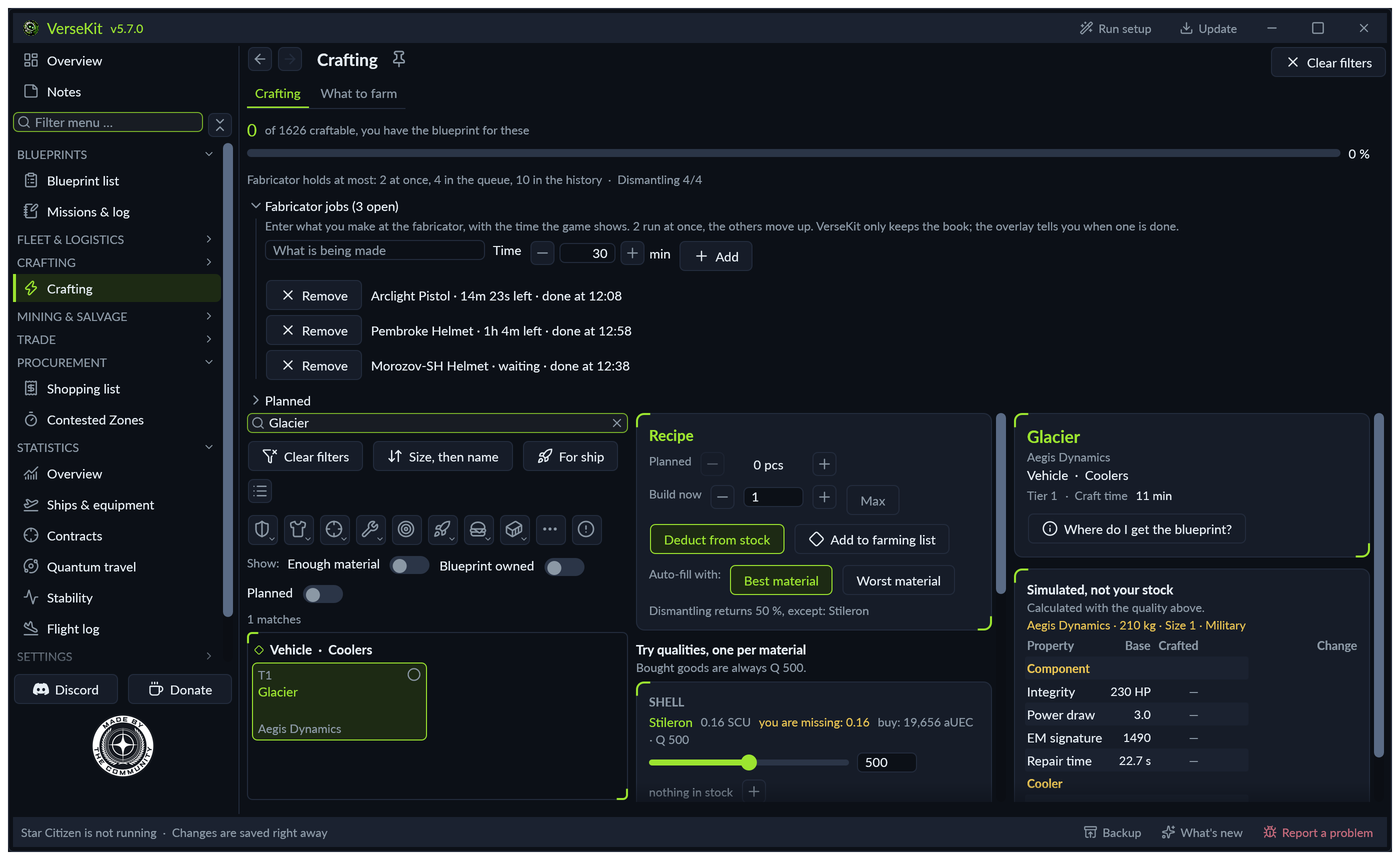 VerseKit v5.7.0
Run setup
Update
Overview
Notes
Filter menu ...
BLUEPRINTS
Blueprint list
Missions & log
FLEET & LOGISTICS
CRAFTING
Crafting
MINING & SALVAGE
TRADE
PROCUREMENT
Shopping list
Contested Zones
STATISTICS
Overview
Ships & equipment
Contracts
Quantum travel
Stability
Flight log
SETTINGS
Discord
Donate
MADE BY
THE COMMUNITY
Crafting
Clear filters
Crafting What to farm
0 of 1626 craftable, you have the blueprint for these
0 %
Fabricator holds at most: 2 at once, 4 in the queue, 10 in the history · Dismantling 4/4
Fabricator jobs (3 open)
Enter what you make at the fabricator, with the time the game shows. 2 run at once, the others move up. VerseKit only keeps the book; the overlay tells you when one is done.
What is being made Time 30 min Add
Remove Arclight Pistol · 14m 23s left · done at 12:08
Remove Pembroke Helmet · 1h 4m left · done at 12:58
Remove Morozov-SH Helmet · waiting · done at 12:38
Planned
Glacier
Clear filters Size, then name For ship
Show: Enough material Blueprint owned
Planned
1 matches
Vehicle · Coolers
T1
Glacier
Aegis Dynamics
Recipe
Planned 0 pcs
Build now 1 Max
Deduct from stock Add to farming list
Auto-fill with: Best material Worst material
Dismantling returns 50 %, except: Stileron
Try qualities, one per material
Bought goods are always Q 500.
SHELL
Stileron 0.16 SCU you are missing: 0.16 buy: 19,656 aUEC
· Q 500
500
nothing in stock
Glacier
Aegis Dynamics
Vehicle · Coolers
Tier 1 · Craft time 11 min
Where do I get the blueprint?
Simulated, not your stock
Calculated with the quality above.
Aegis Dynamics · 210 kg · Size 1 · Military
Property Base Crafted Change
Component
Integrity 230 HP –
Power draw 3.0 –
EM signature 1490 –
Repair time 22.7 s –
Cooler
Star Citizen is not running · Changes are saved right away
Backup
What's new
Report a problem